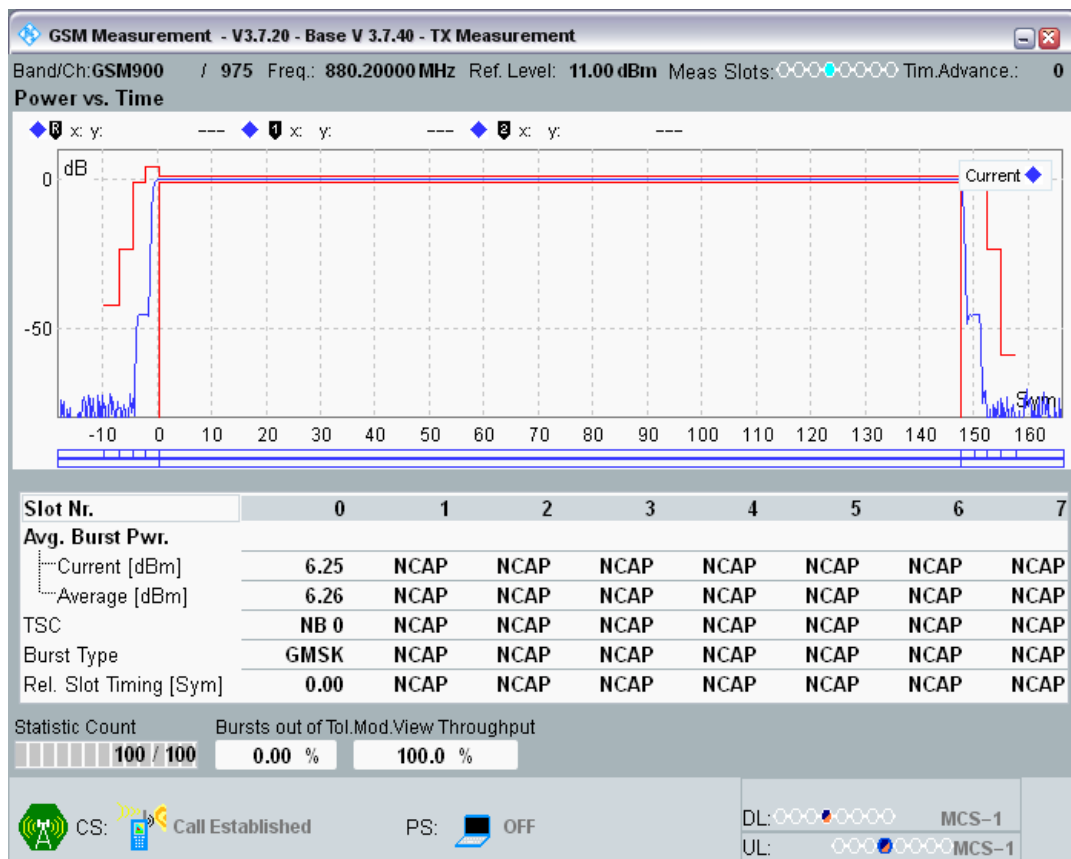 GSM Measurement - V3.7.20 - Base V 3.7.40 - TX Measurement
Band/Ch:GSM900 / 975 Freq.: 880.20000 MHz Ref. Level: 11.00 dBm Meas Slots: Tim.Advance.: 0
Power vs. Time
R x: y: --- 1 x: y: --- 2 x: y: ---
dB
Current
0
-50
Sym
-10 0 10 20 30 40 50 60 70 80 90 100 110 120 130 140 150 160
Slot Nr. 0 1 2 3 4 5 6 7
Avg. Burst Pwr.
Current [dBm] 6.25 NCAP NCAP NCAP NCAP NCAP NCAP NCAP
Average [dBm] 6.26 NCAP NCAP NCAP NCAP NCAP NCAP NCAP
TSC NB 0 NCAP NCAP NCAP NCAP NCAP NCAP NCAP
Burst Type GMSK NCAP NCAP NCAP NCAP NCAP NCAP NCAP
Rel. Slot Timing [Sym] 0.00 NCAP NCAP NCAP NCAP NCAP NCAP NCAP
Statistic Count Bursts out of Tol.Mod.View Throughput
100 / 100 0.00 % 100.0 %
CS: Call Established PS: OFF DL: MCS-1
UL: MCS-1